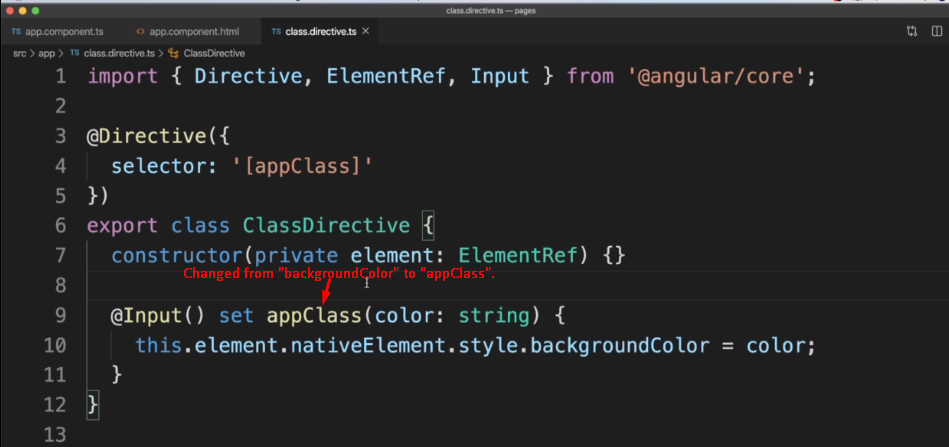 class.directive.ts — pages
TS app.component.ts <> app.component.html TS class.directive.ts ×
src > app > TS class.directive.ts > ClassDirective
1 import { Directive, ElementRef, Input } from '@angular/core';
2
3 @Directive({
4 selector: '[appClass]'
5 })
6 export class ClassDirective {
7 constructor(private element: ElementRef) {}
Changed from "backgroundColor" to "appClass".
8
9 @Input() set appClass(color: string) {
10 this.element.nativeElement.style.backgroundColor = color;
11 }
12 }
13